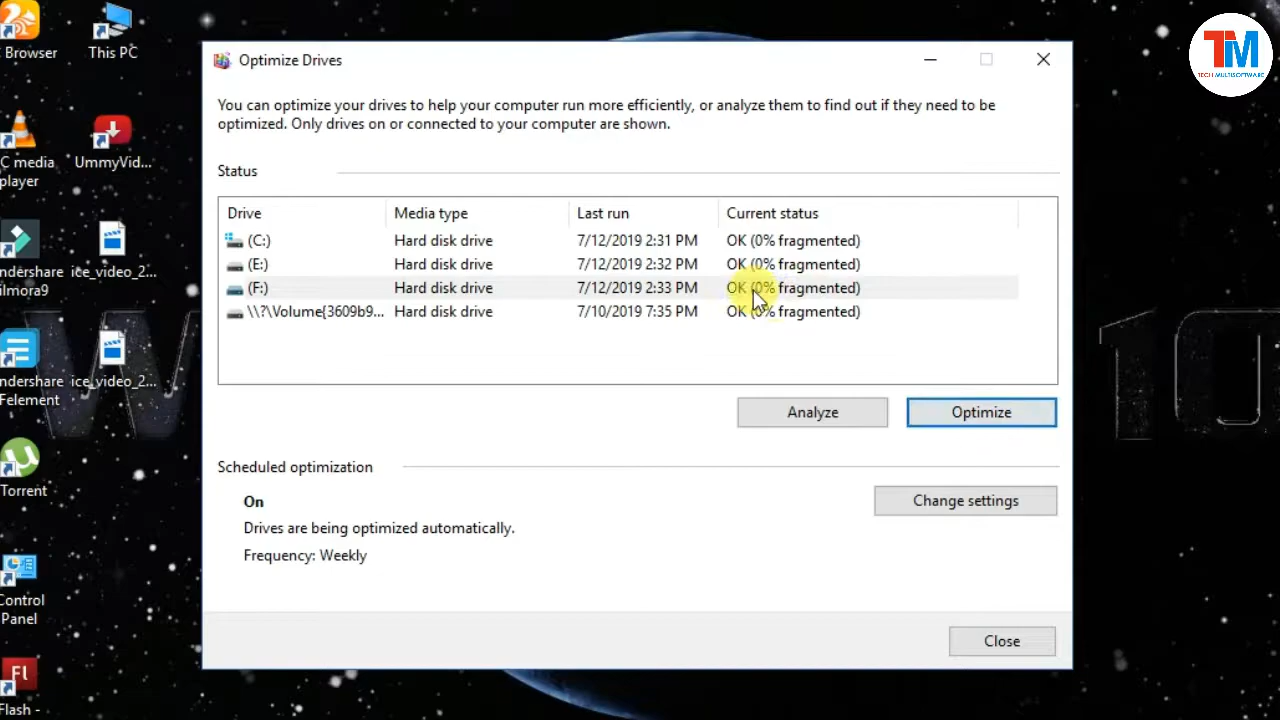 TM
TECH MULTISOFTWARE
Browser
This PC
C media
player
UmmyVid...
ndershare
ilmora9
ice_video_2...
ndershare
Felement
ice_video_2...
Torrent
Control
Panel
Fl
Flash -
W
10
Optimize Drives
You can optimize your drives to help your computer run more efficiently, or analyze them to find out if they need to be
optimized. Only drives on or connected to your computer are shown.
Status
Drive Media type Last run Current status
(C:) Hard disk drive 7/12/2019 2:31 PM OK (0% fragmented)
(E:) Hard disk drive 7/12/2019 2:32 PM OK (0% fragmented)
(F:) Hard disk drive 7/12/2019 2:33 PM OK (0% fragmented)
\\?\Volume{3609b9... Hard disk drive 7/10/2019 7:35 PM OK (0% fragmented)
Analyze
Optimize
Scheduled optimization
On
Change settings
Drives are being optimized automatically.
Frequency: Weekly
Close